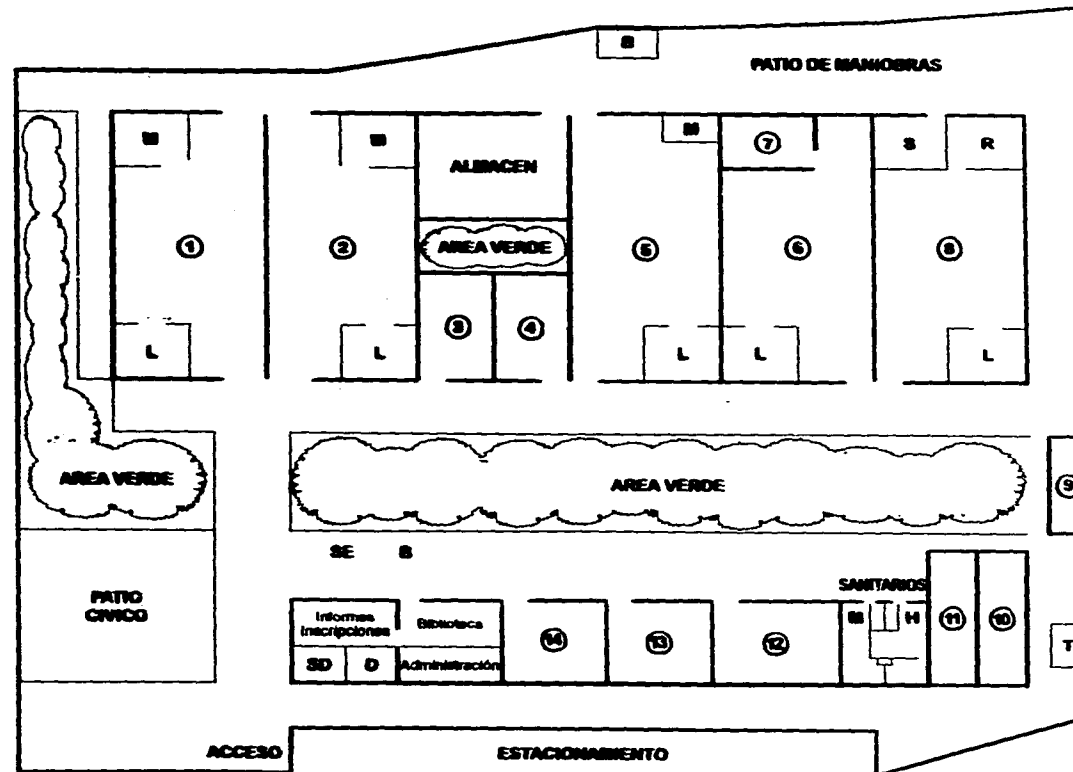 B
PATIO DE MANIOBRAS
M
M
ALMACEN
M
7
S
R
1
2
AREA VERDE
5
6
8
3
4
L
L
L
L
L
AREA VERDE
AREA VERDE
9
SE
B
PATIO
CIVICO
SANITARIOS
Informes
Inscripciones
Biblioteca
14
13
12
M
H
11
10
SD
D
Administración
T
ACCESO
ESTACIONAMIENTO